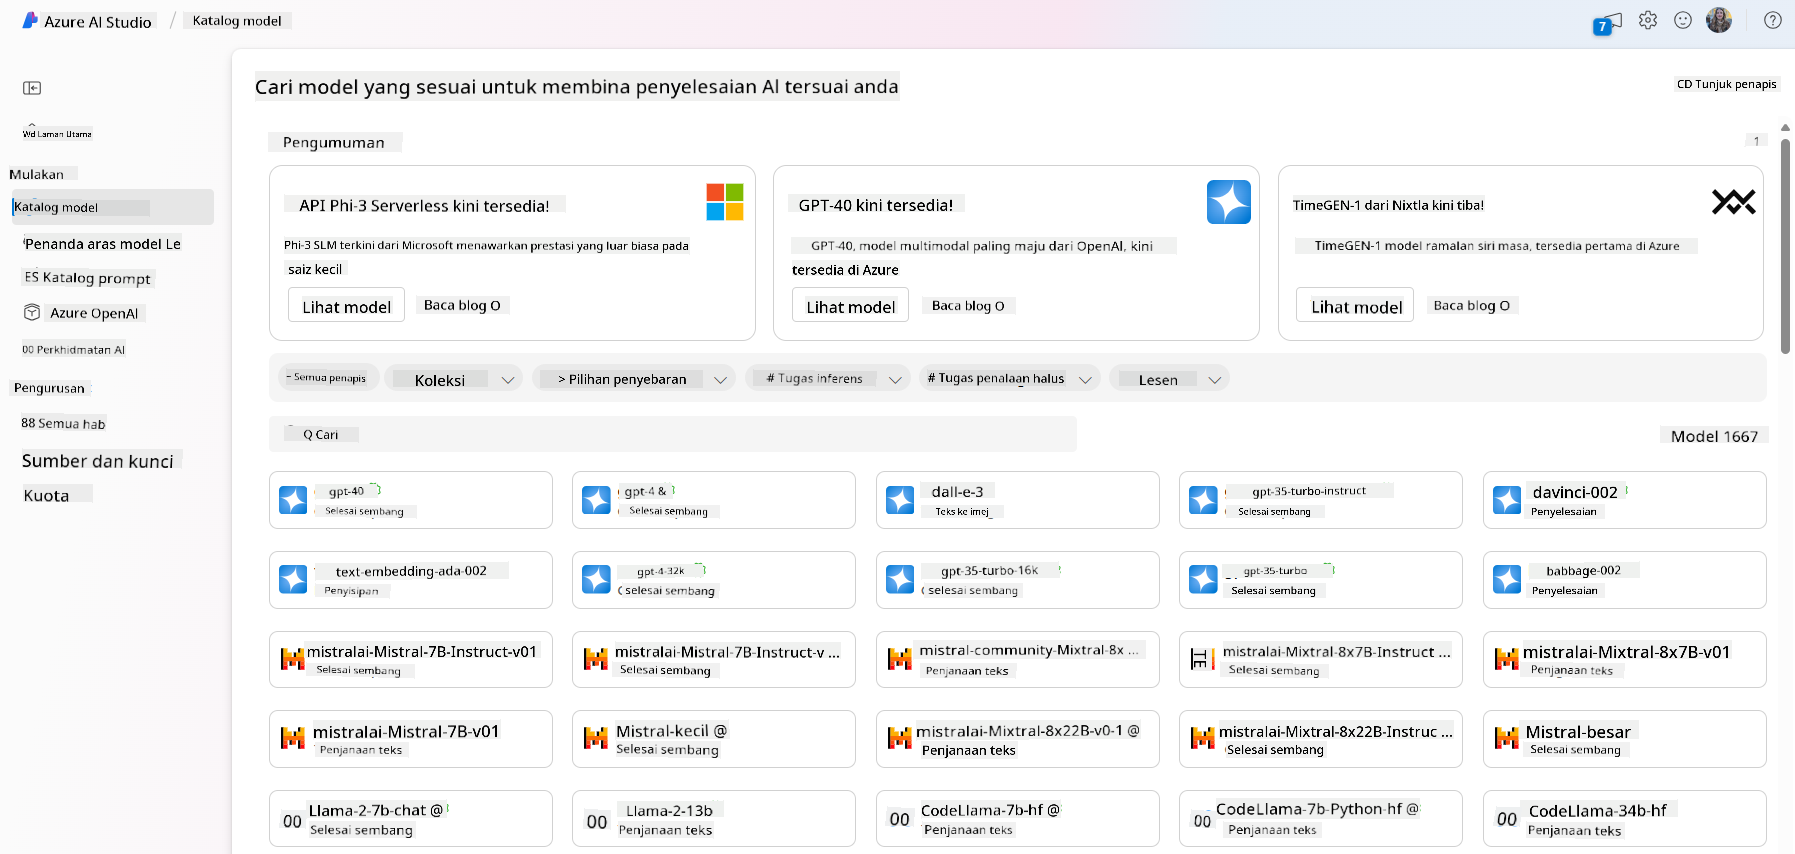 Azure AI Studio / Katalog model
7
Cari model yang sesuai untuk membina penyelesaian AI tersuai anda
CD Tunjuk penapis
Wd Laman Utama
Mulakan
Katalog model
Penanda aras model Le
ES Katalog prompt
Azure OpenAI
00 Perkhidmatan AI
Pengurusan
88 Semua hab
Sumber dan kunci
Kuota
Pengumuman
1
API Phi-3 Serverless kini tersedia!
Phi-3 SLM terkini dari Microsoft menawarkan prestasi yang luar biasa pada
saiz kecil
Lihat model Baca blog O
GPT-40 kini tersedia!
GPT-40, model multimodal paling maju dari OpenAI, kini
tersedia di Azure
Lihat model Baca blog O
TimeGEN-1 dari Nixtla kini tiba!
TimeGEN-1 model ramalan siri masa, tersedia pertama di Azure
Lihat model Baca blog O
~ Semua penapis Koleksi > Pilihan penyebaran # Tugas inferens # Tugas penalaan halus Lesen
Q Cari
Model 1667
gpt-40
Selesai sembang
gpt-4 &
Selesai sembang
dall-e-3
Teks ke imej
gpt-35-turbo-instruct
Selesai sembang
davinci-002
Penyelesaian
text-embedding-ada-002
Penyisipan
gpt-4-32k
selesai sembang
gpt-35-turbo-16k
selesai sembang
gpt-35-turbo
Selesai sembang
babbage-002
Penyelesaian
mistralai-Mistral-7B-Instruct-v01
Selesai sembang
mistralai-Mistral-7B-Instruct-v ...
Selesai sembang
mistral-community-Mixtral-8x ...
Penjanaan teks
mistralai-Mixtral-8x7B-Instruct ...
Selesai sembang
mistralai-Mixtral-8x7B-v01
Penjanaan teks
mistralai-Mistral-7B-v01
Penjanaan teks
Mistral-kecil @
Selesai sembang
mistralai-Mixtral-8x22B-v0-1 @
Penjanaan teks
mistralai-Mixtral-8x22B-Instruc ...
Selesai sembang
Mistral-besar
Selesai sembang
00 Llama-2-7b-chat @
Selesai sembang
00 Llama-2-13b
Penjanaan teks
00 CodeLlama-7b-hf @
Penjanaan teks
00 CodeLlama-7b-Python-hf @
Penjanaan teks
00 CodeLlama-34b-hf
Penjanaan teks